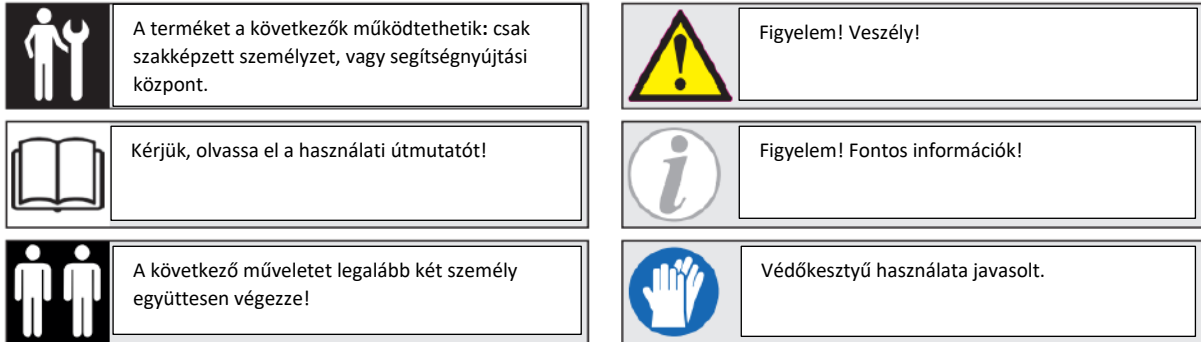 A terméket a következők működtethetik: csak
szakképzett személyzet, vagy segítségnyújtási
központ.
Figyelem! Veszély!
Kérjük, olvassa el a használati útmutatót!
Figyelem! Fontos információk!
A következő műveletet legalább két személy
együttesen végezze!
Védőkesztyű használata javasolt.